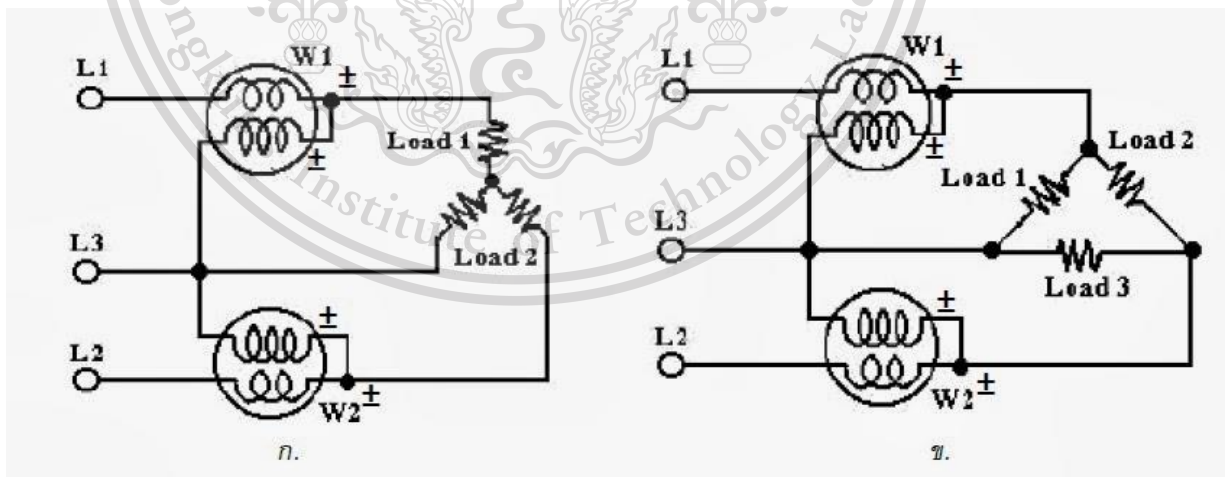 L1
W1
±
±
Load 1
L3
Load 2
±
L2
W2 ±
ก.
L1
W1
±
±
Load 2
Load 1
L3
Load 3
±
L2
W2 ±
ข.
Institute of Technology